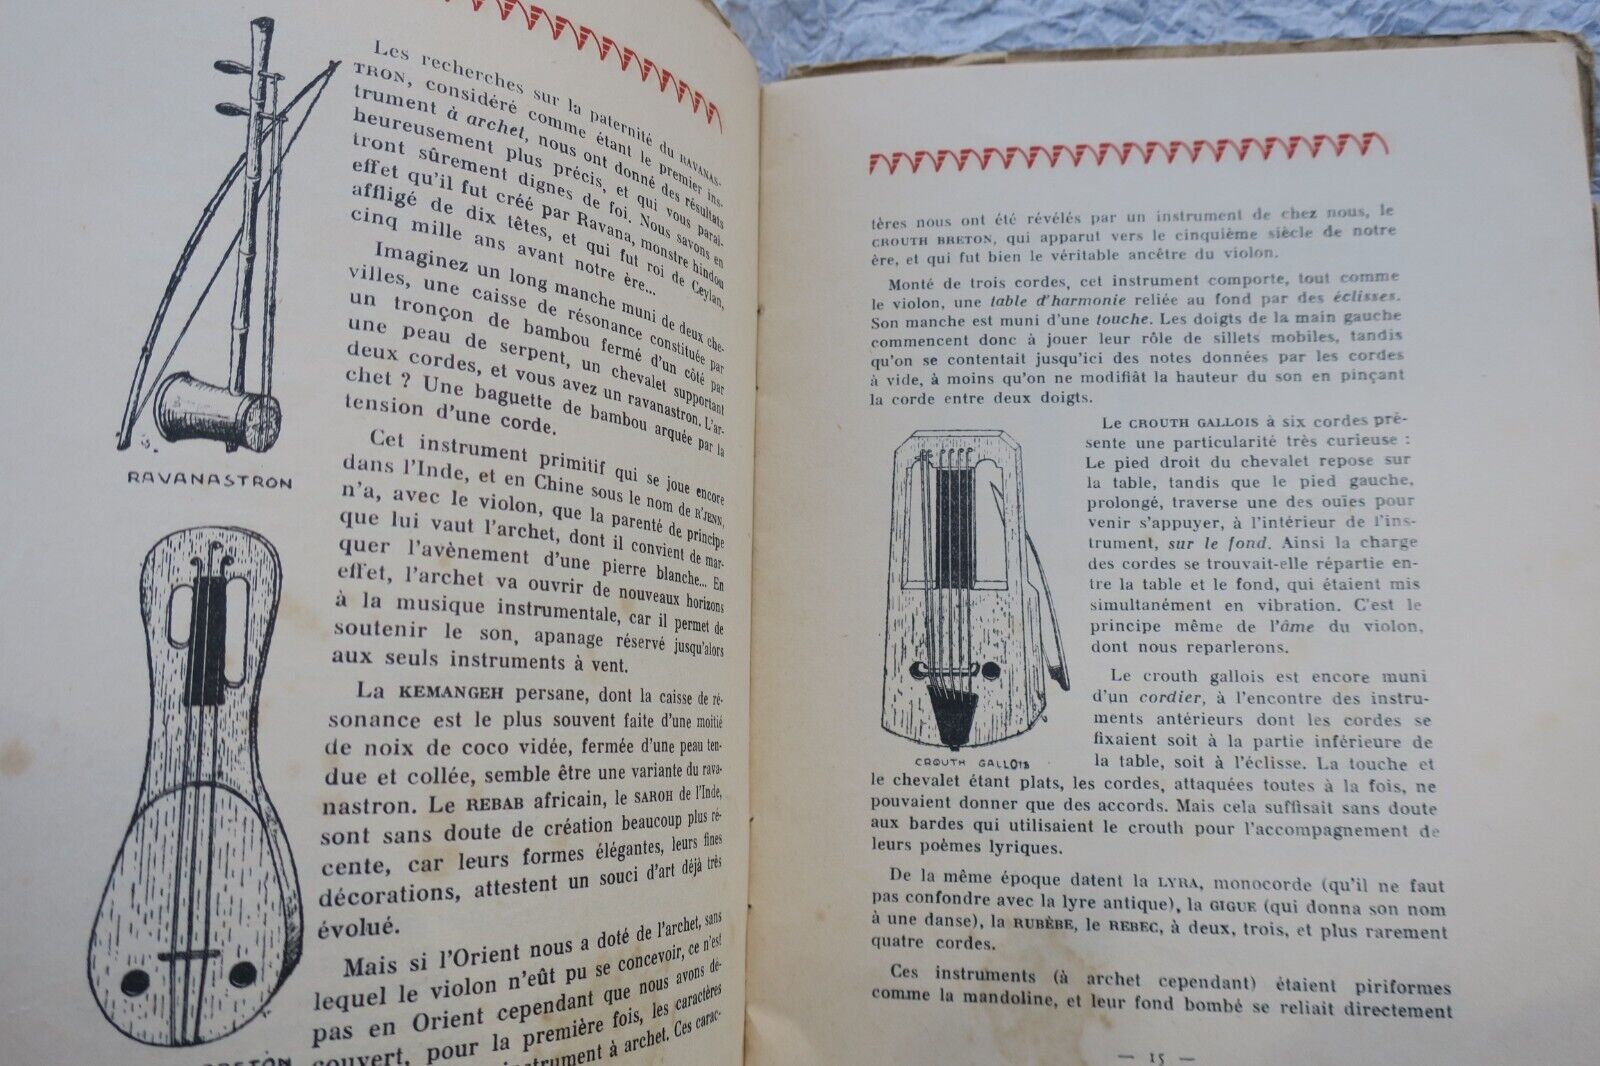 Les recherches sur la paternité du RAVANAS-
TRON, considéré comme étant le premier ins-
trument à archet, nous ont donné des résultats
heureusement plus précis, et qui vous paraî-
tront sûrement dignes de foi. Nous savons en
effet qu'il fut créé par Ravana, monstre hindou
affligé de dix têtes, et qui fut roi de Ceylan,
cinq mille ans avant notre ère...
Imaginez un long manche muni de deux che-
villes, une caisse de résonance constituée par
un tronçon de bambou fermé d'un côté par
une peau de serpent, un chevalet supportant
deux cordes, et vous avez un ravanastron. L'ar-
chet ? Une baguette de bambou arquée par la
tension d'une corde.
RAVANASTRON
Cet instrument primitif qui se joue encore
dans l'Inde, et en Chine sous le nom de R'JENN,
n'a, avec le violon, que la parenté de principe
que lui vaut l'archet, dont il convient de mar-
quer l'avènement d'une pierre blanche... En
effet, l'archet va ouvrir de nouveaux horizons
à la musique instrumentale, car il permet de
soutenir le son, apanage réservé jusqu'alors
aux seuls instruments à vent.
La KEMANGEH persane, dont la caisse de ré-
sonance est le plus souvent faite d'une moitié
de noix de coco vidée, fermée d'une peau ten-
due et collée, semble être une variante du rava-
nastron. Le REBAB africain, le SAROH de l'Inde,
sont sans doute de création beaucoup plus ré-
cente, car leurs formes élégantes, leurs fines
décorations, attestent un souci d'art déjà très
évolué.
Mais si l'Orient nous a doté de l'archet, sans
lequel le violon n'eût pu se concevoir, ce n'est
pas en Orient cependant que nous avons dé-
couvert, pour la première fois, les caractères
instrument à archet. Ces carac-
BRETON
tères nous ont été révélés par un instrument de chez nous, le
CROUTH BRETON, qui apparut vers le cinquième siècle de notre
ère, et qui fut bien le véritable ancêtre du violon.
Monté de trois cordes, cet instrument comporte, tout comme
le violon, une table d'harmonie reliée au fond par des éclisses.
Son manche est muni d'une touche. Les doigts de la main gauche
commencent donc à jouer leur rôle de sillets mobiles, tandis
qu'on se contentait jusqu'ici des notes données par les cordes
à vide, à moins qu'on ne modifiât la hauteur du son en pinçant
la corde entre deux doigts.
Le CROUTH GALLOIS à six cordes pré-
sente une particularité très curieuse :
Le pied droit du chevalet repose sur
la table, tandis que le pied gauche,
prolongé, traverse une des ouïes pour
venir s'appuyer, à l'intérieur de l'ins-
trument, sur le fond. Ainsi la charge
des cordes se trouvait-elle répartie en-
tre la table et le fond, qui étaient mis
simultanément en vibration. C'est le
principe même de l'âme du violon,
dont nous reparlerons.
Le crouth gallois est encore muni
d'un cordier, à l'encontre des instru-
ments antérieurs dont les cordes se
fixaient soit à la partie inférieure de
la table, soit à l'éclisse. La touche et
CROUTH GALLOIS
le chevalet étant plats, les cordes, attaquées toutes à la fois, ne
pouvaient donner que des accords. Mais cela suffisait sans doute
aux bardes qui utilisaient le crouth pour l'accompagnement de
leurs poèmes lyriques.
De la même époque datent la LYRA, monocorde (qu'il ne faut
pas confondre avec la lyre antique), la GIGUE (qui donna son nom
à une danse), la RUBÈBE, le REBEC, à deux, trois, et plus rarement
quatre cordes.
Ces instruments (à archet cependant) étaient piriformes
comme la mandoline, et leur fond bombé se reliait directement
— 15 —